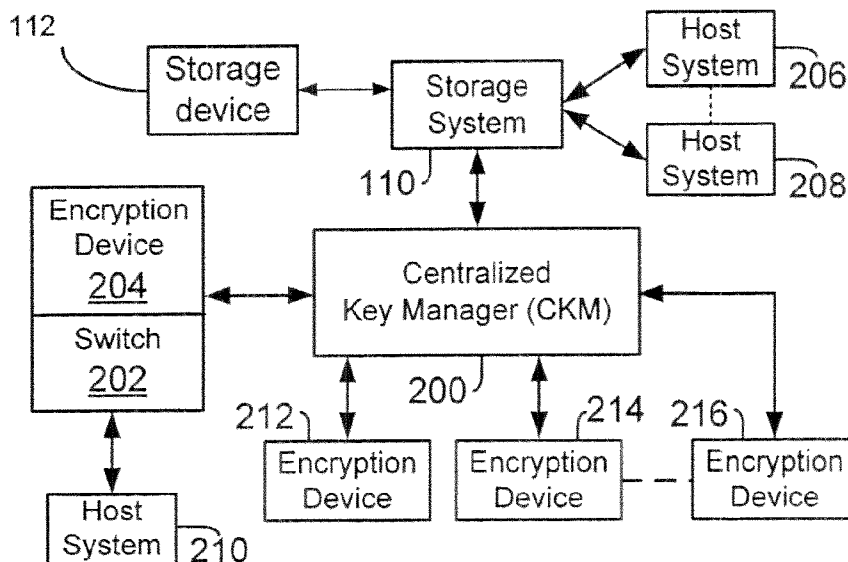 112
Storage
device
Storage
System
110
Host
System
206
Host
System
208
Encryption
Device
204
Switch
202
Centralized
Key Manager (CKM)
200
212
Encryption
Device
214
Encryption
Device
216
Encryption
Device
Host
System
210